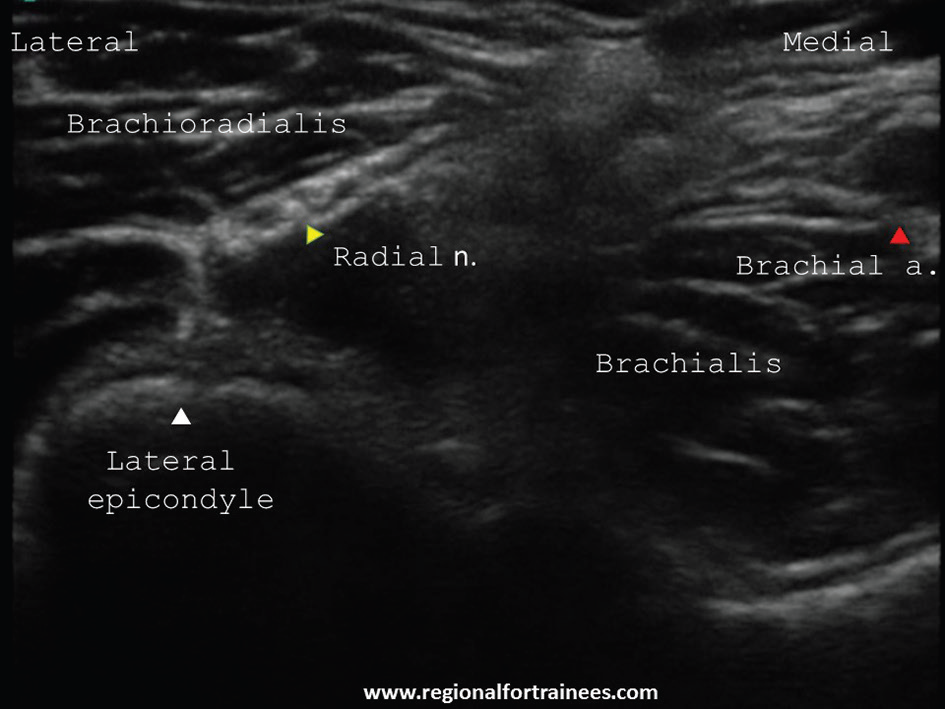 Lateral
Medial
Brachioradialis
Radial n.
Brachial a.
Brachialis
Lateral
epicondyle
www.regionalfortrainees.com